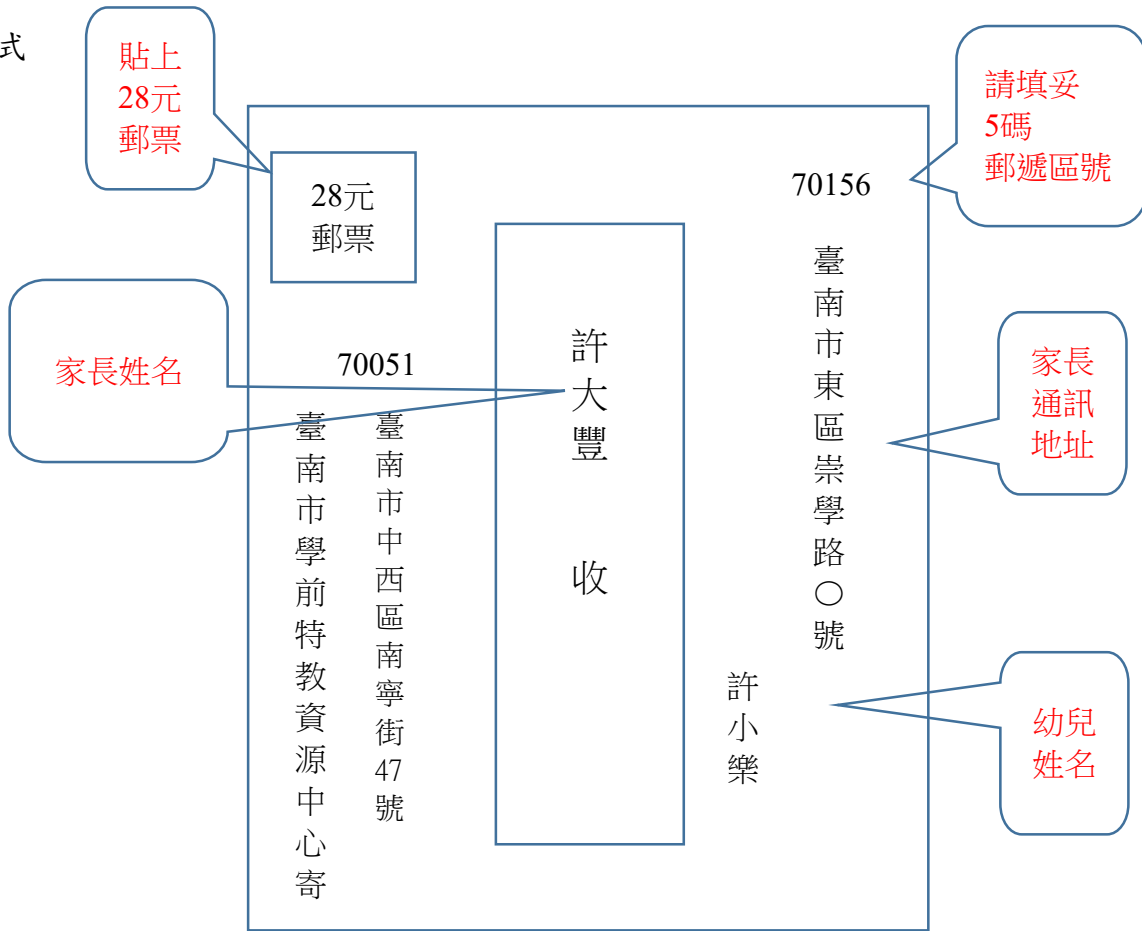 式
貼上
28元
郵票
請填妥
5碼
郵遞區號
28元
郵票
70156
臺南市東區崇學路〇號
家長
通訊
地址
許小樂
幼兒
姓名
許大豐 收
家長姓名
70051
臺南市中西區南寧街47號
臺南市學前特教資源中心寄